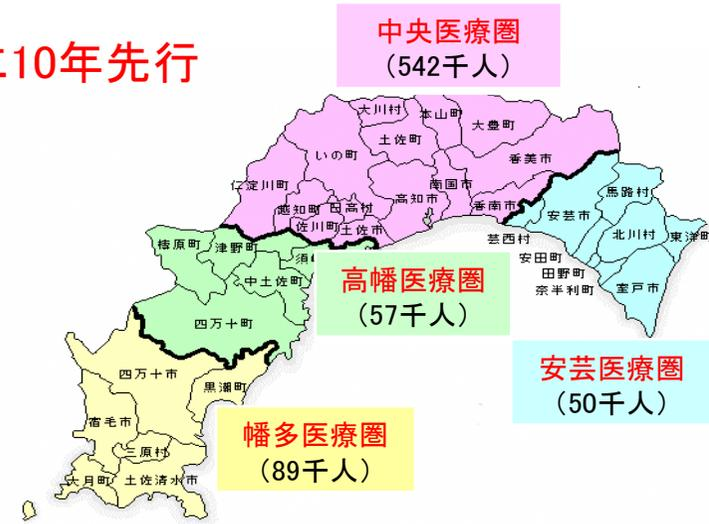 に10年先行
中央医療圏
（542千人）
大川村
本山町
大豊町
土佐町
いの町
香美市
仁淀川町
南国市
馬路村
高知市
越知町
日高村
香南市
安芸市
佐川町
土佐市
北川村
東洋町
芸西村
梼原町
津野町
須
安田町
田野町
奈半利町
中土佐町
室戸市
高幡医療圏
（57千人）
四万十町
安芸医療圏
（50千人）
四万十市
黒潮町
宿毛市
幡多医療圏
（89千人）
三原村
大月町
土佐清水市